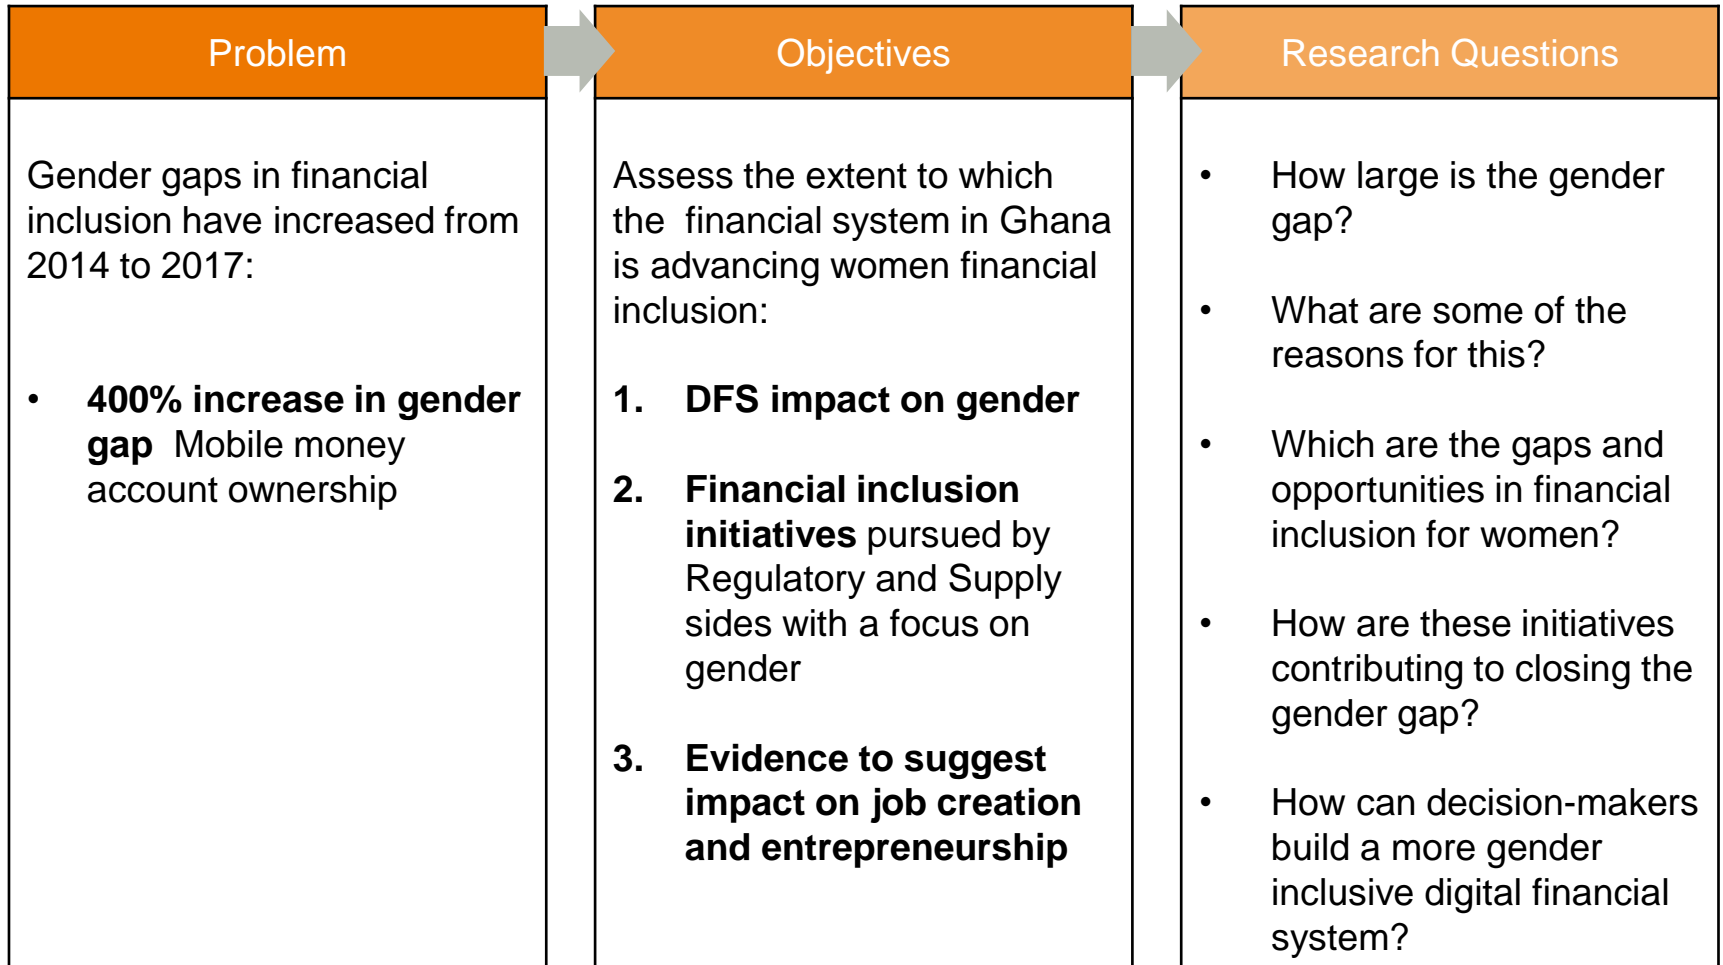 Problem
Gender gaps in financial
inclusion have increased from
2014 to 2017:
• 400% increase in gender
gap Mobile money
account ownership
Objectives
Assess the extent to which
the financial system in Ghana
is advancing women financial
inclusion:
1. DFS impact on gender
2. Financial inclusion
initiatives pursued by
Regulatory and Supply
sides with a focus on
gender
3. Evidence to suggest
impact on job creation
and entrepreneurship
Research Questions
• How large is the gender
gap?
• What are some of the
reasons for this?
• Which are the gaps and
opportunities in financial
inclusion for women?
• How are these initiatives
contributing to closing the
gender gap?
• How can decision-makers
build a more gender
inclusive digital financial
system?